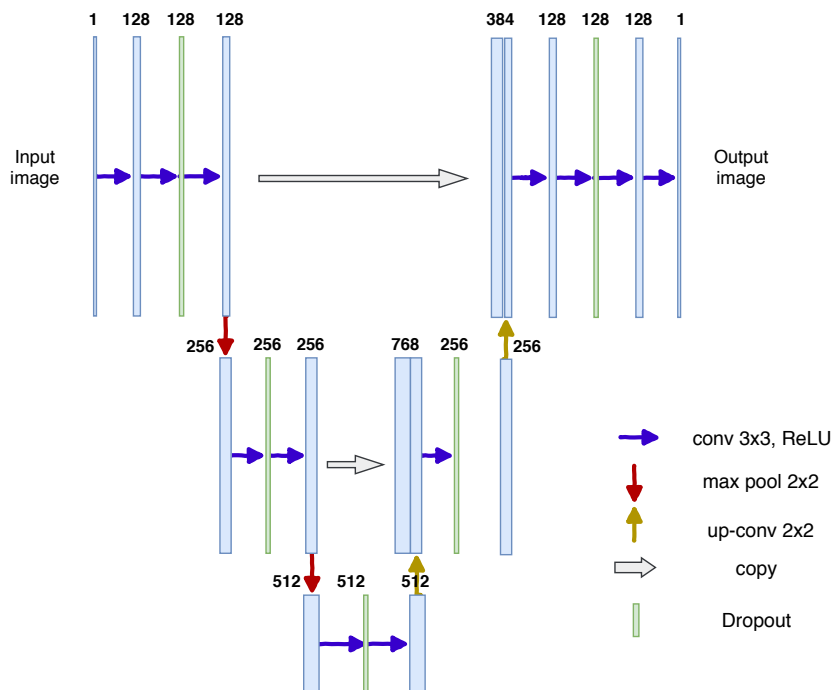 1 128 128 128 384 128 128 128 1
Input
image
Output
image
256 256 256 768 256 256
512 512 512
conv 3x3, ReLU
max pool 2x2
up-conv 2x2
copy
Dropout